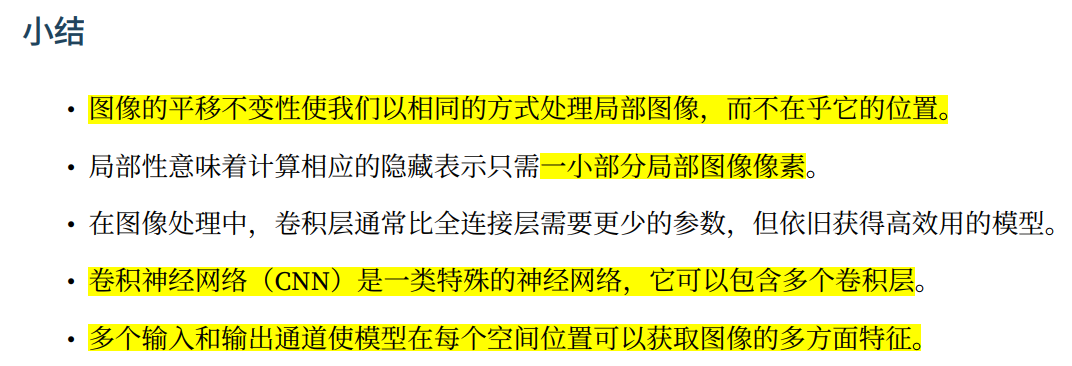 小结
• 图像的平移不变性使我们以相同的方式处理局部图像，而不在乎它的位置。
• 局部性意味着计算相应的隐藏表示只需一小部分局部图像像素。
• 在图像处理中，卷积层通常比全连接层需要更少的参数，但依旧获得高效用的模型。
• 卷积神经网络（CNN）是一类特殊的神经网络，它可以包含多个卷积层。
• 多个输入和输出通道使模型在每个空间位置可以获取图像的多方面特征。